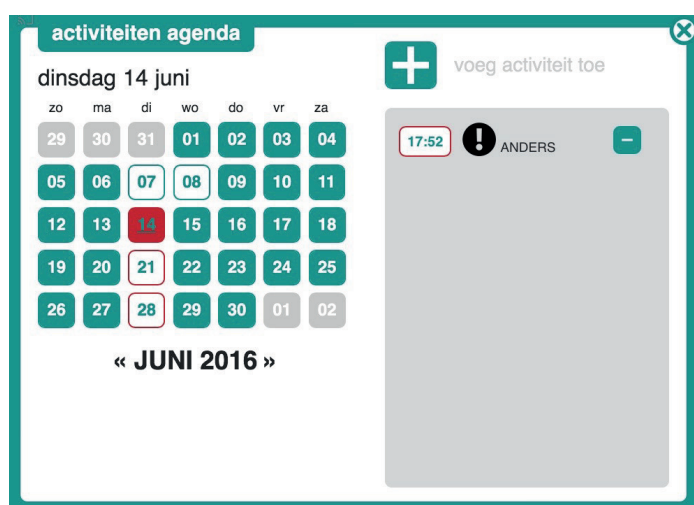 activiteiten agenda
dinsdag 14 juni
zo ma di wo do vr za
29 30 31 01 02 03 04
05 06 07 08 09 10 11
12 13 14 15 16 17 18
19 20 21 22 23 24 25
26 27 28 29 30 01 02
« JUNI 2016 »
voeg activiteit toe
17:52 ANDERS